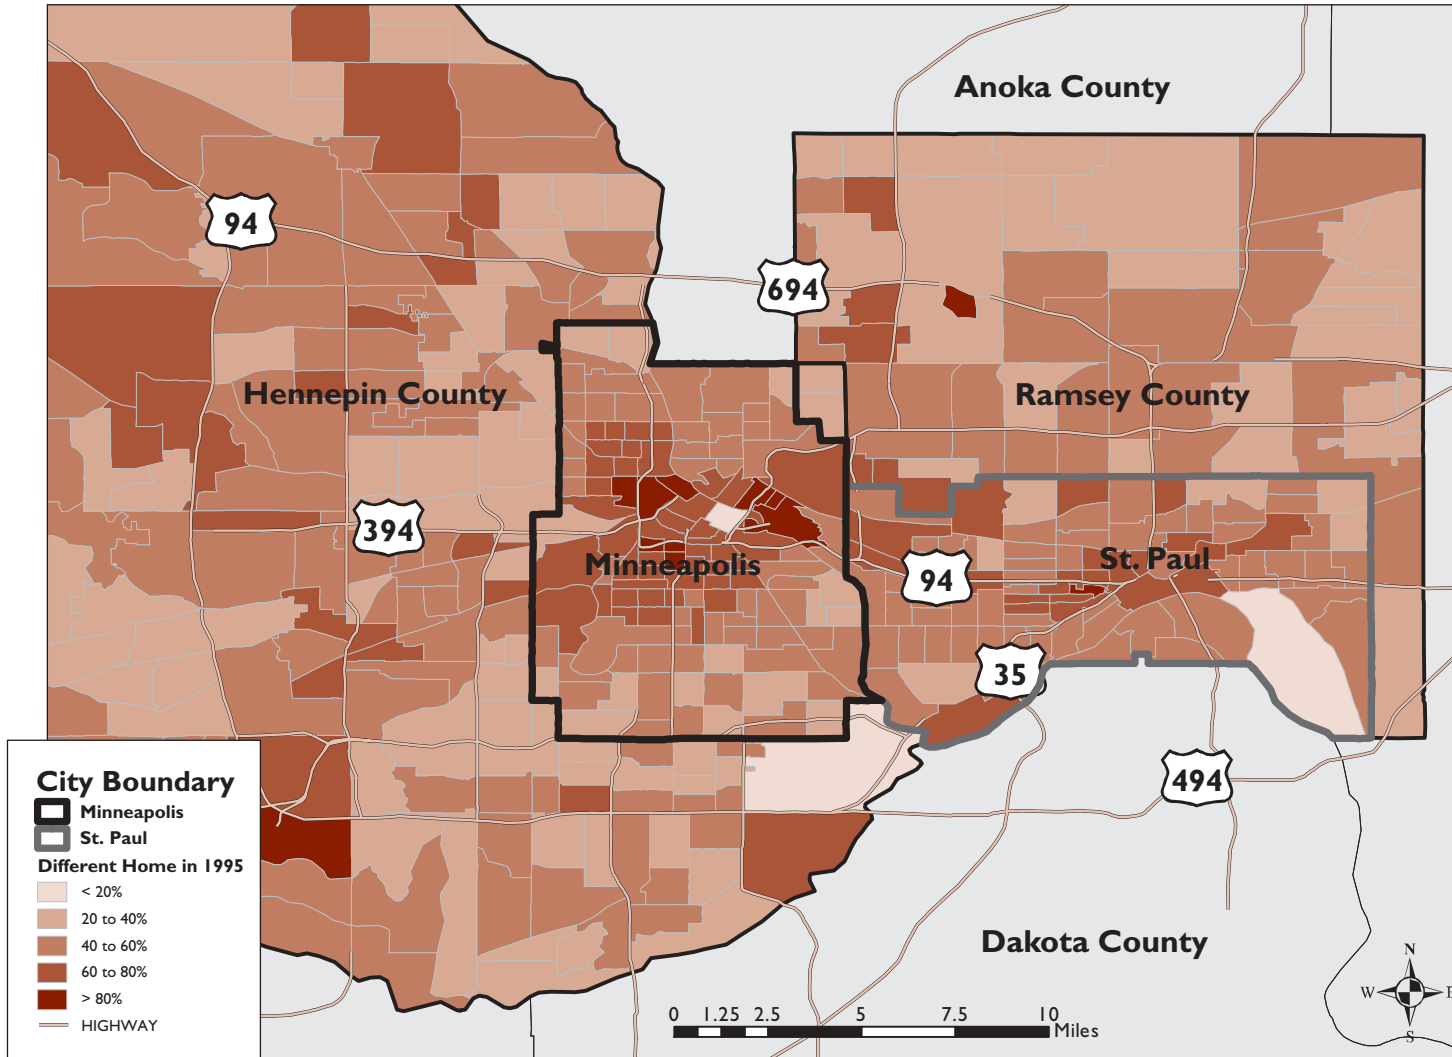 Anoka County
94
694
Hennepin County
Ramsey County
394
Minneapolis
St. Paul
94
35
494
City Boundary
Minneapolis
St. Paul
Different Home in 1995
< 20%
20 to 40%
40 to 60%
60 to 80%
> 80%
HIGHWAY
Dakota County
N
W
E
S
0 1.25 2.5 5 7.5 10
Miles